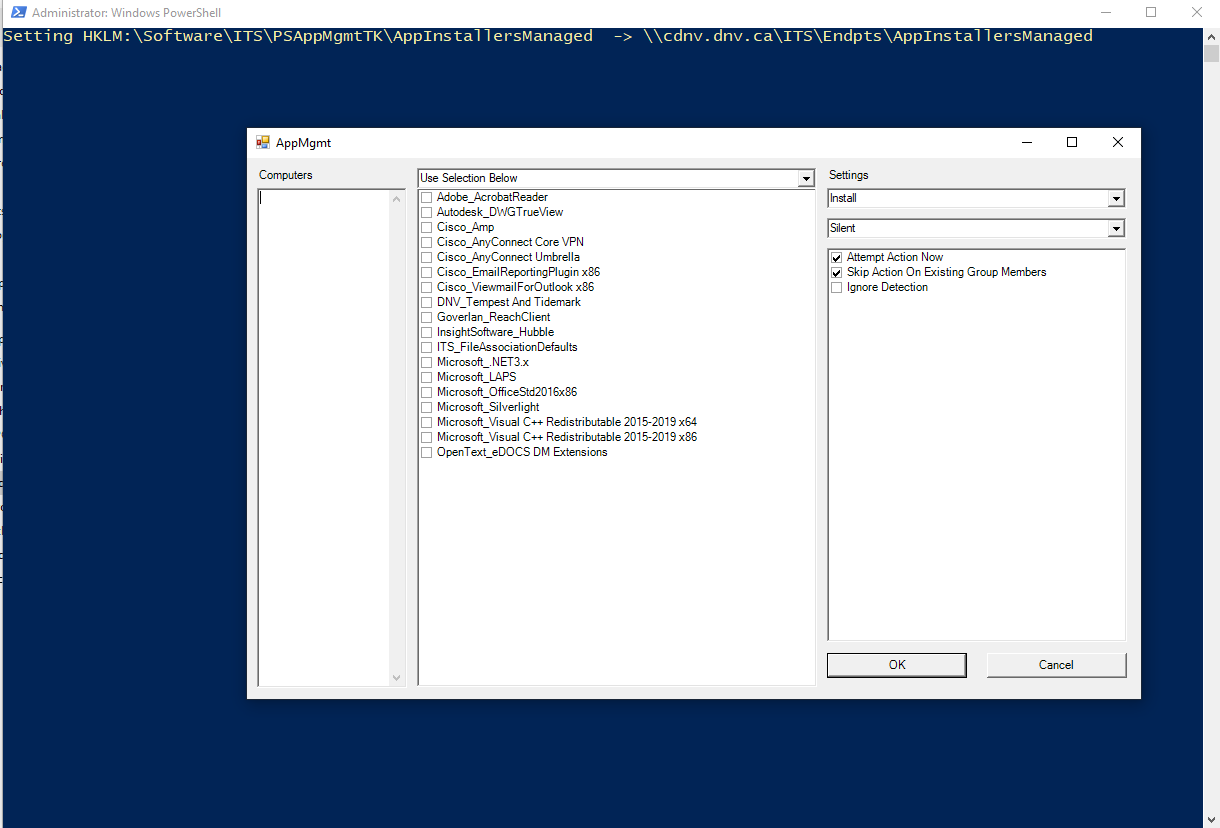 Administrator: Windows PowerShell
Setting HKLM:\Software\ITS\PSAppMgmtTK\AppInstallersManaged  -> \\cdnv.dnv.ca\ITS\Endpts\AppInstallersManaged
AppMgmt
Computers
Use Selection Below
Adobe_AcrobatReader
Autodesk_DWGTrueView
Cisco_Amp
Cisco_AnyConnect Core VPN
Cisco_AnyConnect Umbrella
Cisco_EmailReportingPlugin x86
Cisco_ViewmailForOutlook x86
DNV_Tempest And Tidemark
Goverlan_ReachClient
InsightSoftware_Hubble
ITS_FileAssociationDefaults
Microsoft_.NET3.x
Microsoft_LAPS
Microsoft_OfficeStd2016x86
Microsoft_Silverlight
Microsoft_Visual C++ Redistributable 2015-2019 x64
Microsoft_Visual C++ Redistributable 2015-2019 x86
OpenText_eDOCS DM Extensions
Settings
Install
Silent
Attempt Action Now
Skip Action On Existing Group Members
Ignore Detection
OK
Cancel